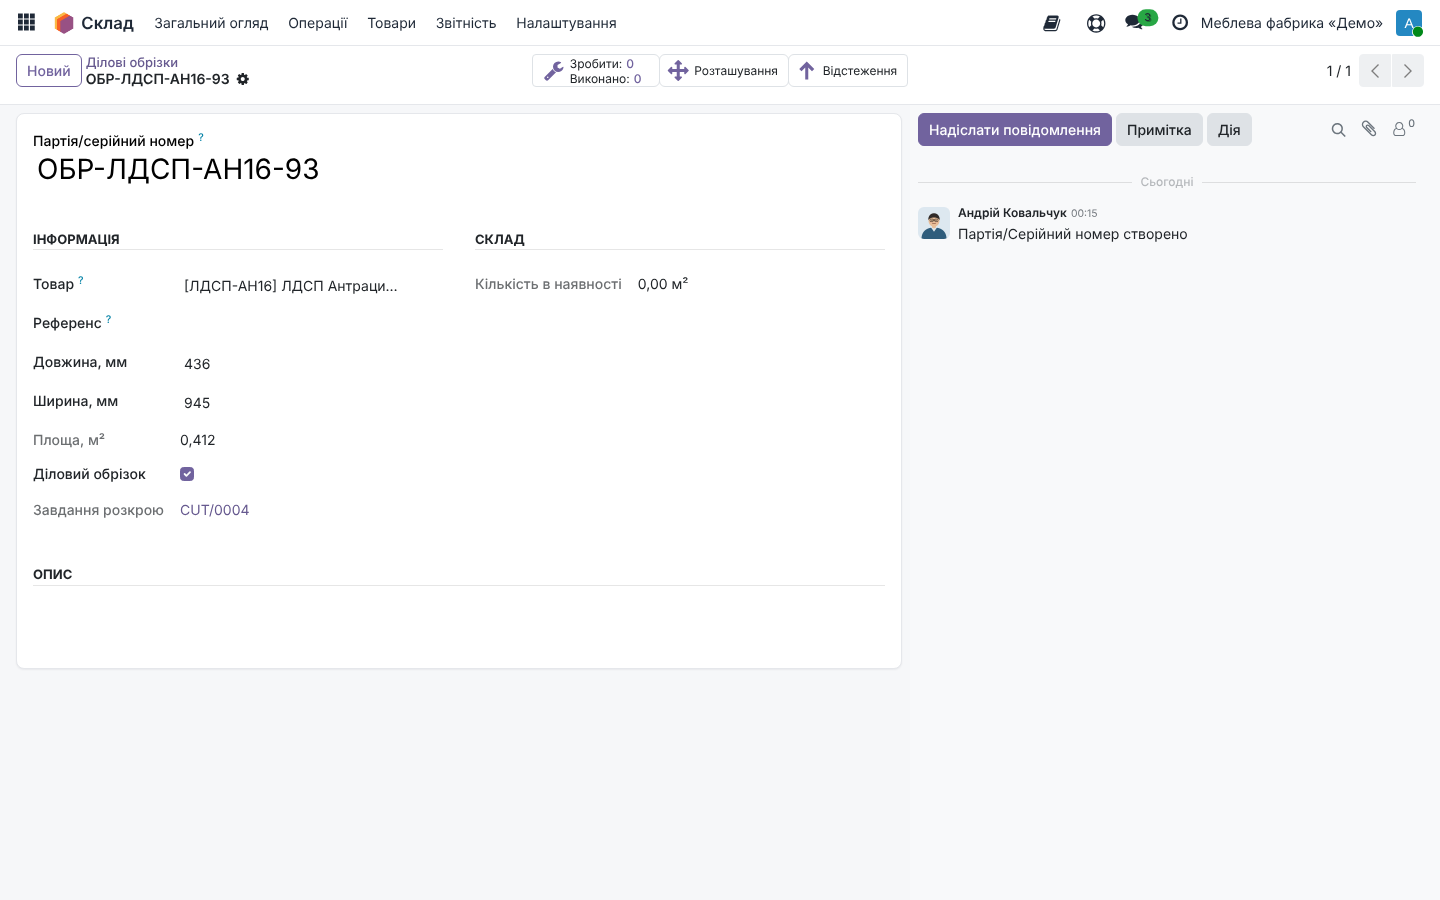 Склад
Загальний огляд
Операції
Товари
Звітність
Налаштування
3
Меблева фабрика «Демо»
A
Новий
Ділові обрізки
ОБР-ЛДСП-АН16-93
Зробити: 0
Виконано: 0
Розташування
Відстеження
1 / 1
Партія/серійний номер ?
ОБР-ЛДСП-АН16-93
ІНФОРМАЦІЯ
Товар ? [ЛДСП-АН16] ЛДСП Антраци...
Референс ?
Довжина, мм 436
Ширина, мм 945
Площа, м² 0,412
Діловий обрізок
Завдання розкрою CUT/0004
СКЛАД
Кількість в наявності 0,00 м²
ОПИС
Надіслати повідомлення
Примітка
Дія
0
Сьогодні
Андрій Ковальчук 00:15
Партія/Серійний номер створено